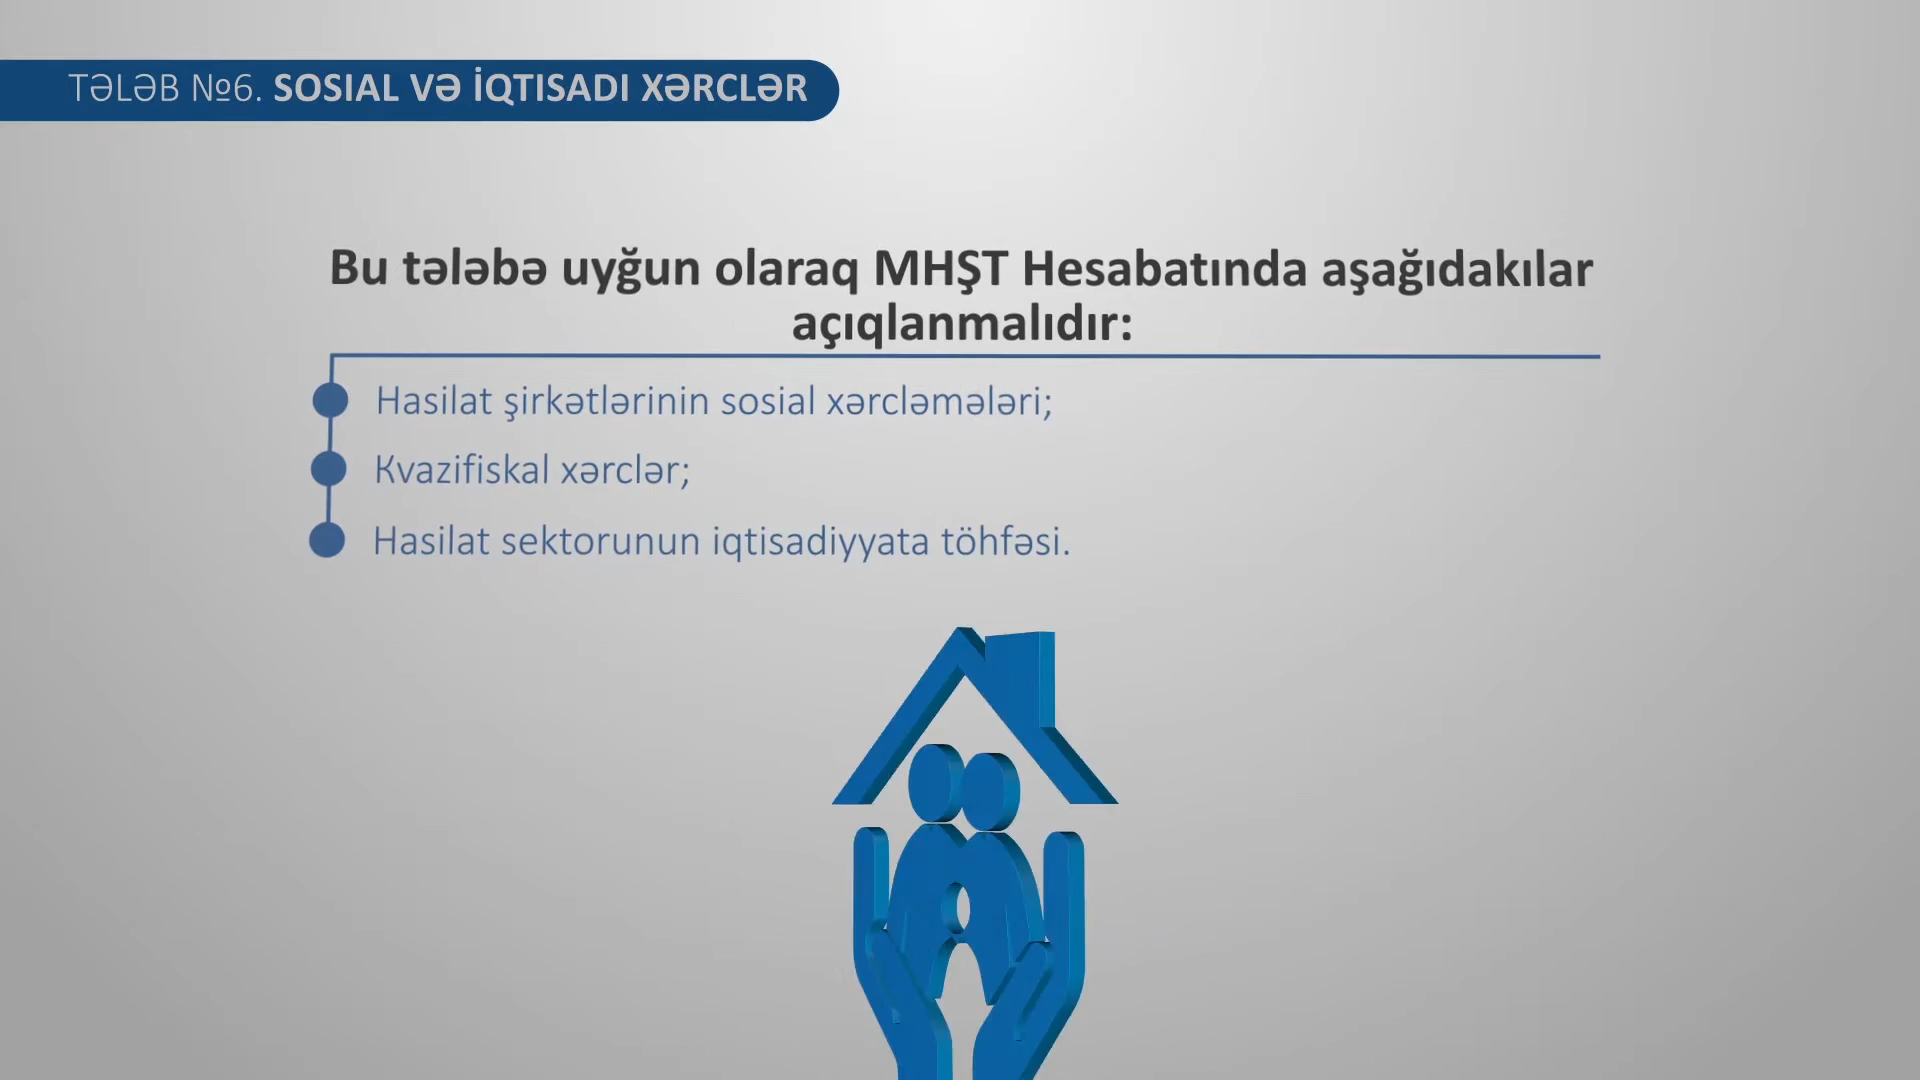 TƏLƏB №6. SOSIAL VƏ İQTISADI XƏRCLƏR
Bu tələbə uyğun olaraq MHŞT Hesabatında aşağıdakılar
açıqlanmalıdır:
Hasilat şirkətlərinin sosial xərcləmələri;
Kvazifiskal xərclər;
Hasilat sektorunun iqtisadiyyata töhfəsi.